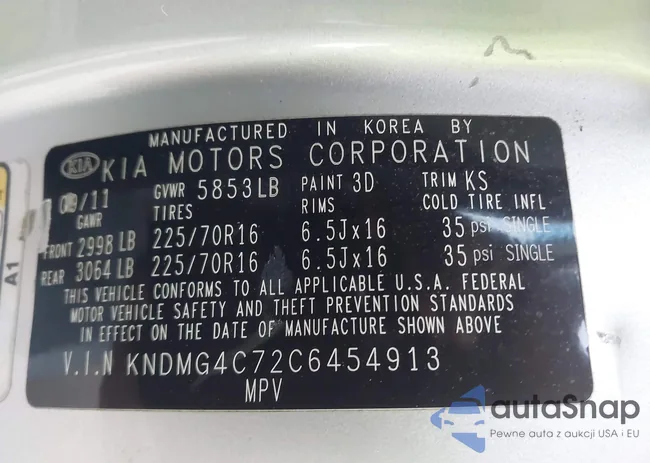 MANUFACTURED IN KOREA BY
KIA KIA MOTORS CORPORATION
09/11 GVWR 5853LB PAINT 3D TRIM KS
GAWR TIRES RIMS COLD TIRE INFL
FRONT 2998 LB 225/70R16 6.5Jx16 35 psi SINGLE
REAR 3064 LB 225/70R16 6.5Jx16 35 psi SINGLE
THIS VEHICLE CONFORMS TO ALL APPLICABLE U.S.A. FEDERAL
MOTOR VEHICLE SAFETY AND THEFT PREVENTION STANDARDS
IN EFFECT ON THE DATE OF MANUFACTURE SHOWN ABOVE
V.I.N KNDMG4C72C6454913
MPV
A1
autaSnap
Pewne auta z aukcji USA i EU